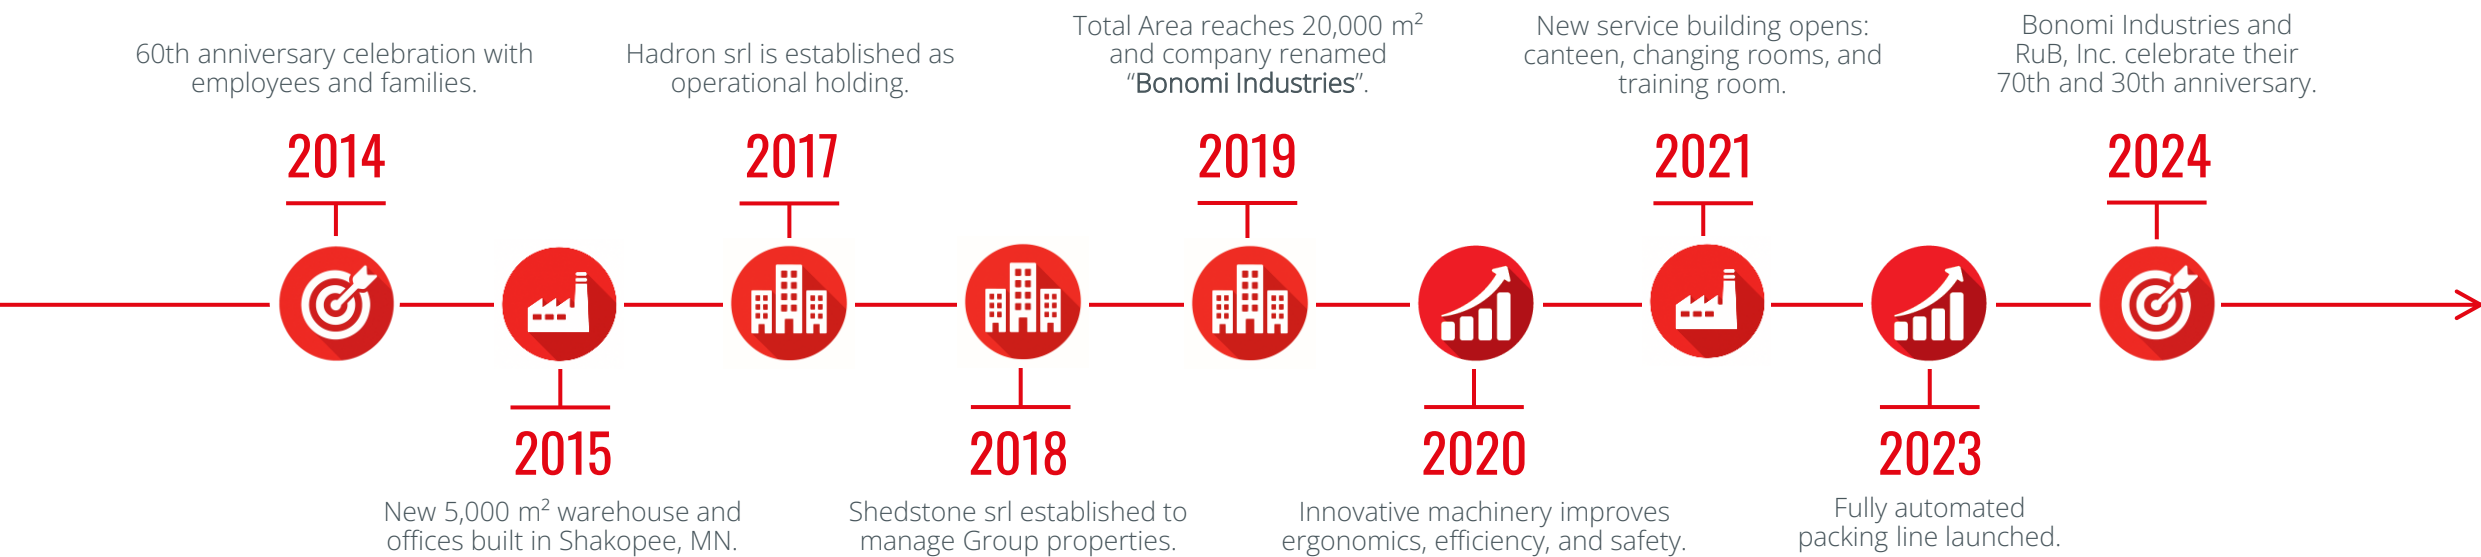 60th anniversary celebration with
employees and families.
2014
New 5,000 m² warehouse and
offices built in Shakopee, MN.
2015
Hadron srl is established as
operational holding.
2017
2018
Shedstone srl established to
manage Group properties.
Total Area reaches 20,000 m²
and company renamed
“Bonomi Industries”.
2019
2020
Innovative machinery improves
ergonomics, efficiency, and safety.
New service building opens:
canteen, changing rooms, and
training room.
2021
2023
Fully automated
packing line launched.
Bonomi Industries and
RuB, Inc. celebrate their
70th and 30th anniversary.
2024